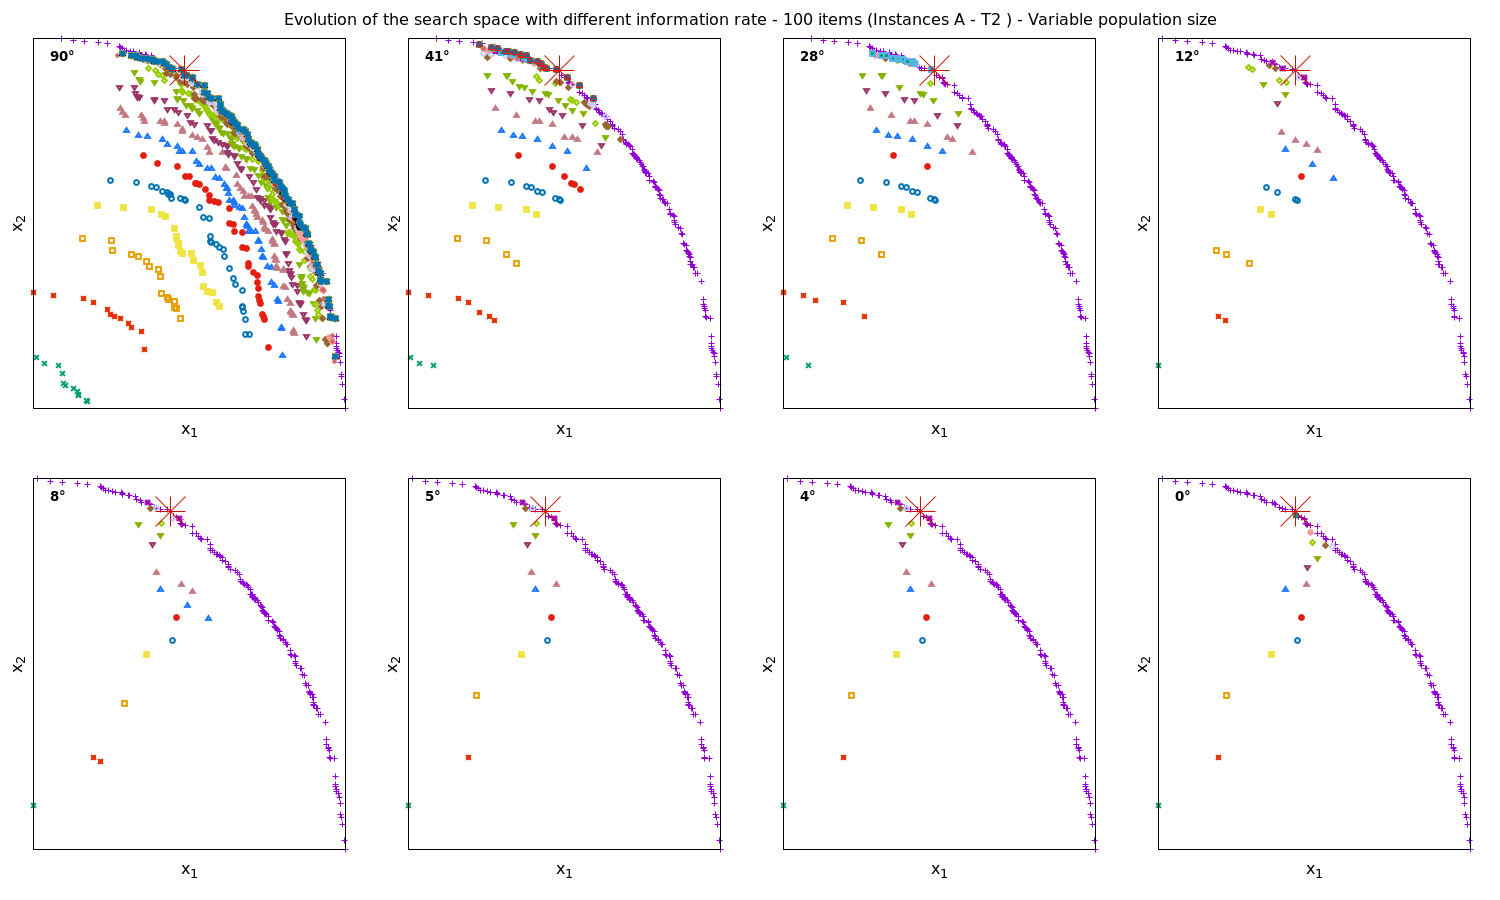 Evolution of the search space with different information rate - 100 items (Instances A - T2 ) - Variable population size
90°
41°
28°
12°
x2
x2
x2
x2
x1
x1
x1
x1
8°
5°
4°
0°
x2
x2
x2
x2
x1
x1
x1
x1